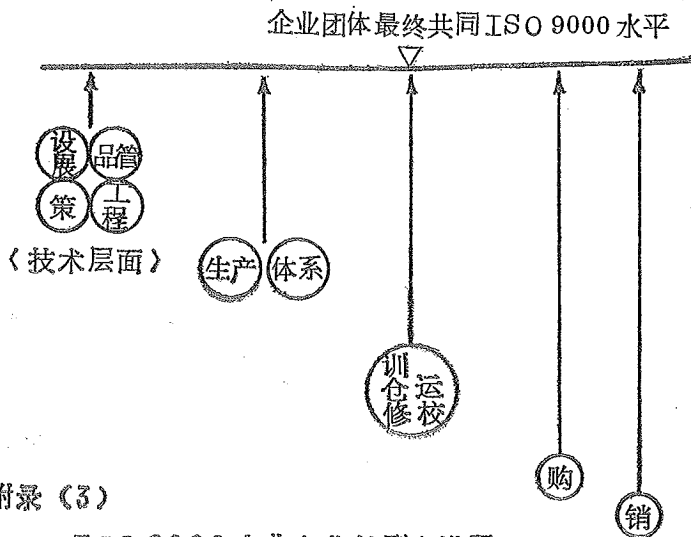 企业团体最终共同ISO 9000水平
设展
品管
策
工程
《技术层面》
生产
体系
训仓修
运校
购
销
附录(3)